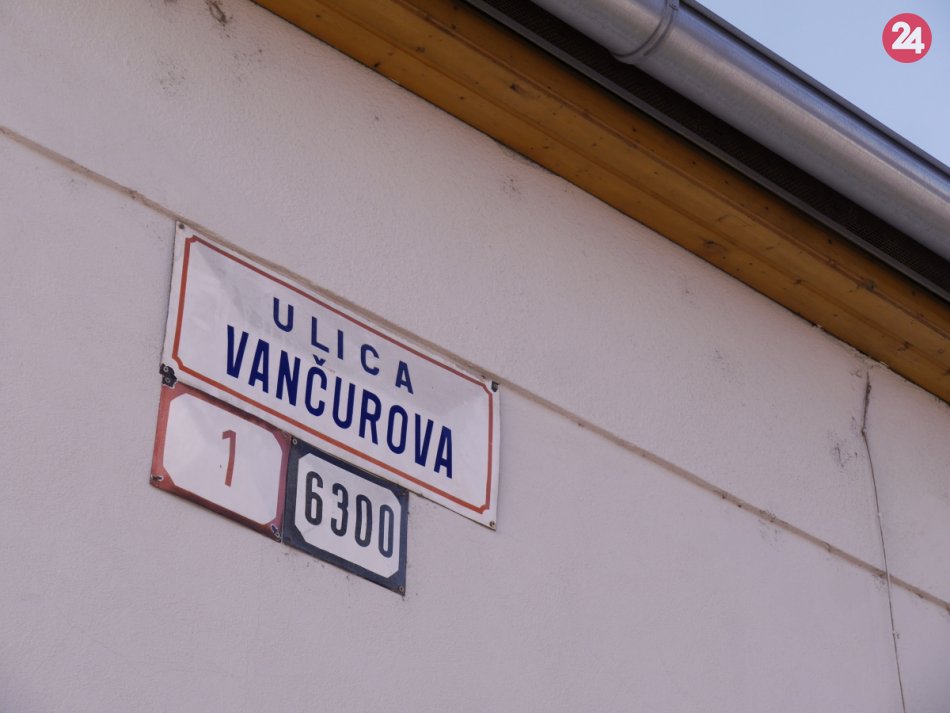 24
ULICA
VANČUROVA
1
6300